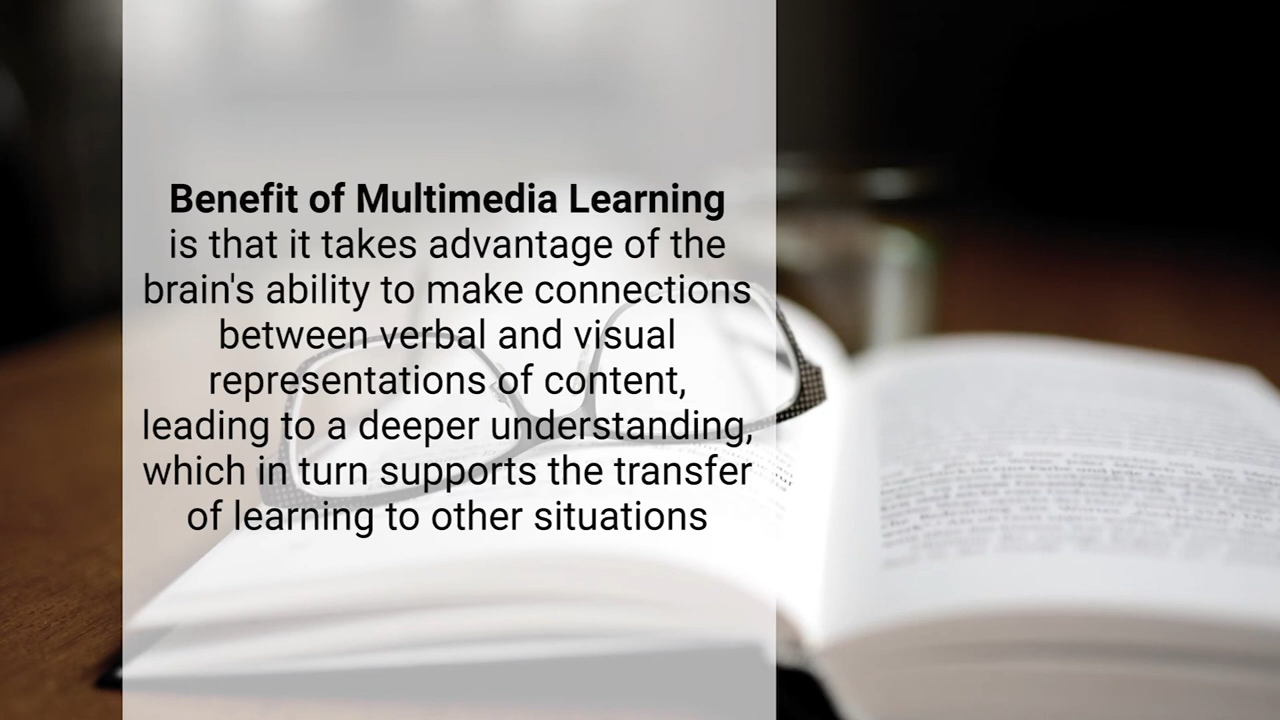 Benefit of Multimedia Learning
is that it takes advantage of the
brain's ability to make connections
between verbal and visual
representations of content,
leading to a deeper understanding,
which in turn supports the transfer
of learning to other situations